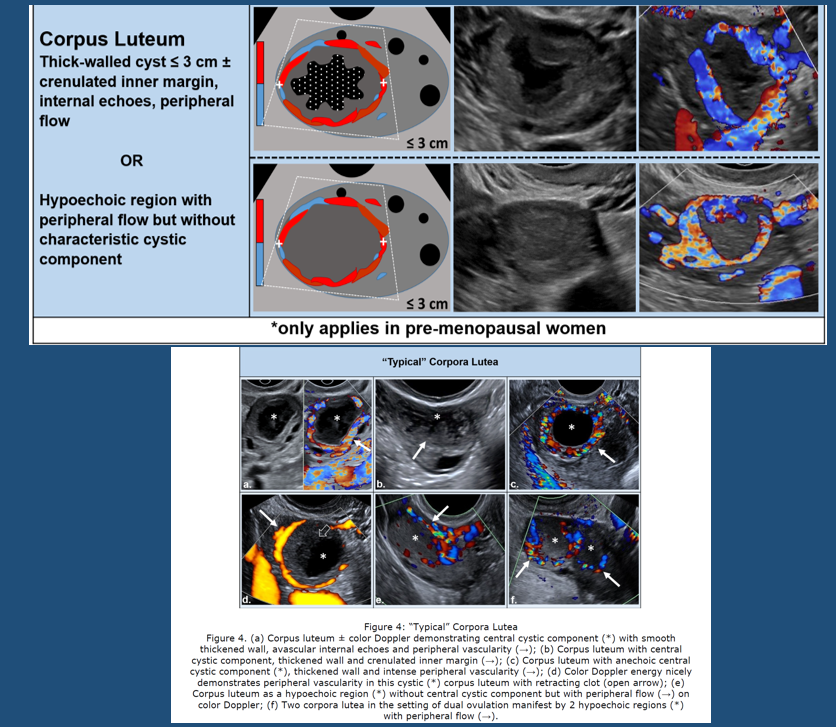 Corpus Luteum
Thick-walled cyst ≤ 3 cm ±
crenulated inner margin,
internal echoes, peripheral
flow
OR
Hypoechoic region with
peripheral flow but without
characteristic cystic
component
≤ 3 cm
≤ 3 cm
*only applies in pre-menopausal women
“Typical” Corpora Lutea
* *
a.
*
b.
*
c.
*
d.
*
e.
* *
f.
Figure 4: “Typical” Corpora Lutea
Figure 4. (a) Corpus luteum ± color Doppler demonstrating central cystic component (*) with smooth
thickened wall, avascular internal echoes and peripheral vascularity (→); (b) Corpus luteum with central
cystic component, thickened wall and crenulated inner margin (→); (c) Corpus luteum with anechoic central
cystic component (*), thickened wall and intense peripheral vascularity (→); (d) Color Doppler energy nicely
demonstrates peripheral vascularity in this cystic (*) corpus luteum with retracting clot (open arrow); (e)
Corpus luteum as a hypoechoic region (*) without central cystic component but with peripheral flow (→) on
color Doppler; (f) Two corpora lutea in the setting of dual ovulation manifest by 2 hypoechoic regions (*)
with peripheral flow (→).